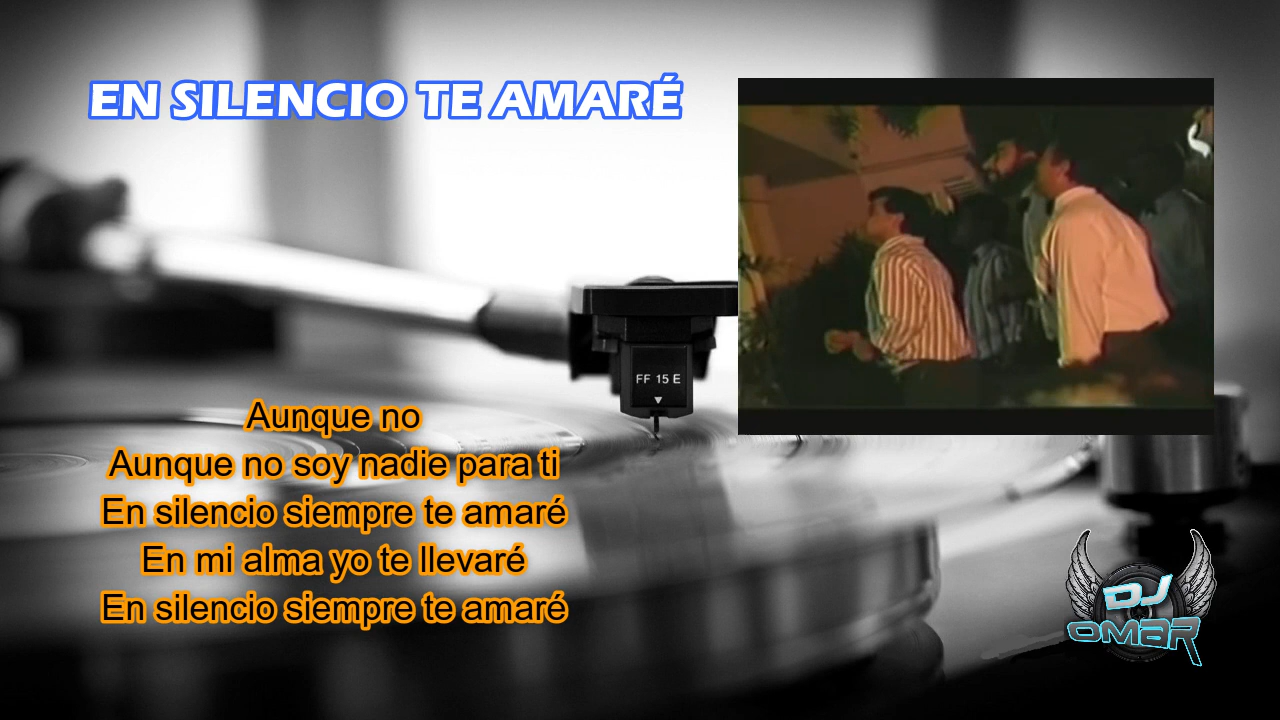 EN SILENCIO TE AMARÉ
FF 15 E
Aunque no
Aunque no soy nadie para ti
En silencio siempre te amaré
En mi alma yo te llevaré
En silencio siempre te amaré
DJ
OMAR